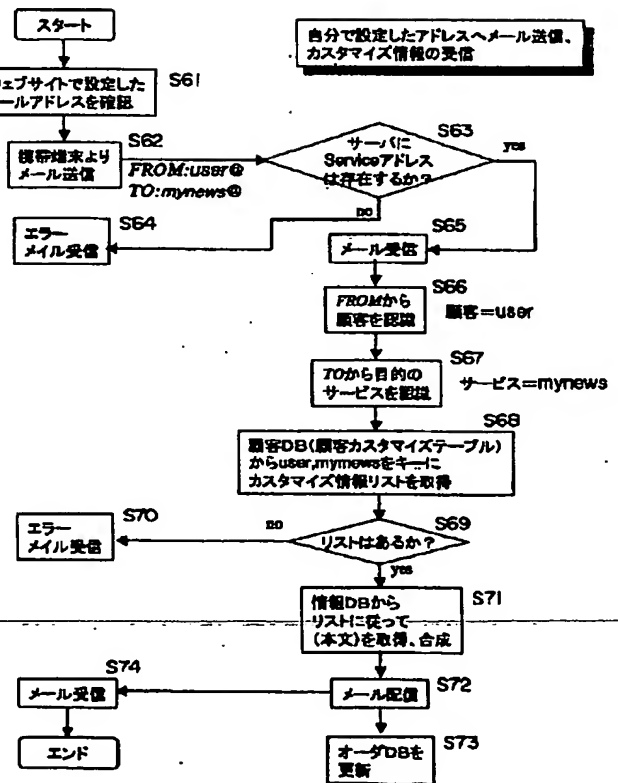 スタート
自分で設定したアドレスへメール送信、
カスタマイズ情報の受信
ェブサイトで設定した
ールアドレスを確認
S61
S62
携帯端末より
メール送信
FROM:user@
TO:mynews@
S63
サーバに
Serviceアドレス
は存在するか?
yes
no
S64
エラー
メイル受信
S65
メール受信
S66
FROMから
顧客を認識
顧客=user
S67
TOから目的の
サービスを認識
サービス=mynews
S68
顧客DB(顧客カスタマイズテーブル)
からuser,mymewsをキーに
カスタマイズ情報リストを取得
S69
リストはあるか?
no
yes
S70
エラー
メイル受信
S71
情報DBから
リストに従って
(本文)を取得、合成
S72
メール配信
S74
メール受信
エンド
S73
オーダDBを
更新